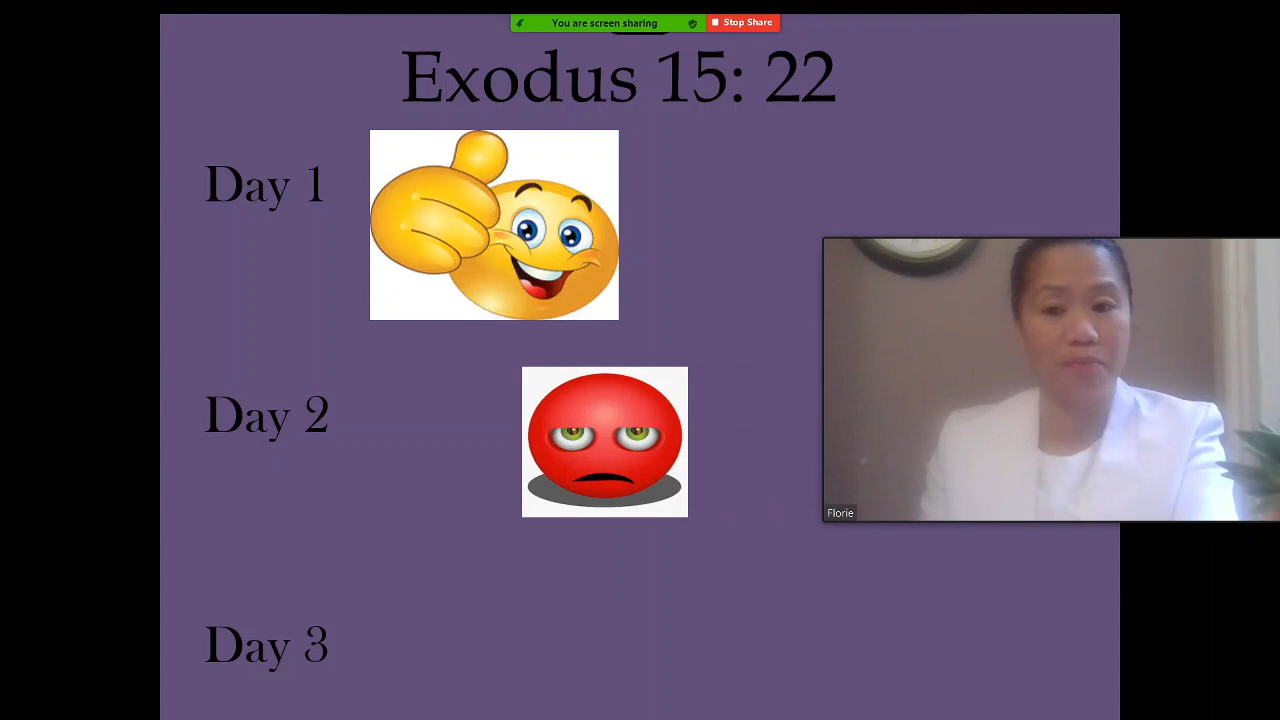 You are screen sharing
Stop Share
Exodus 15: 22
Day 1
Day 2
Florie
Day 3